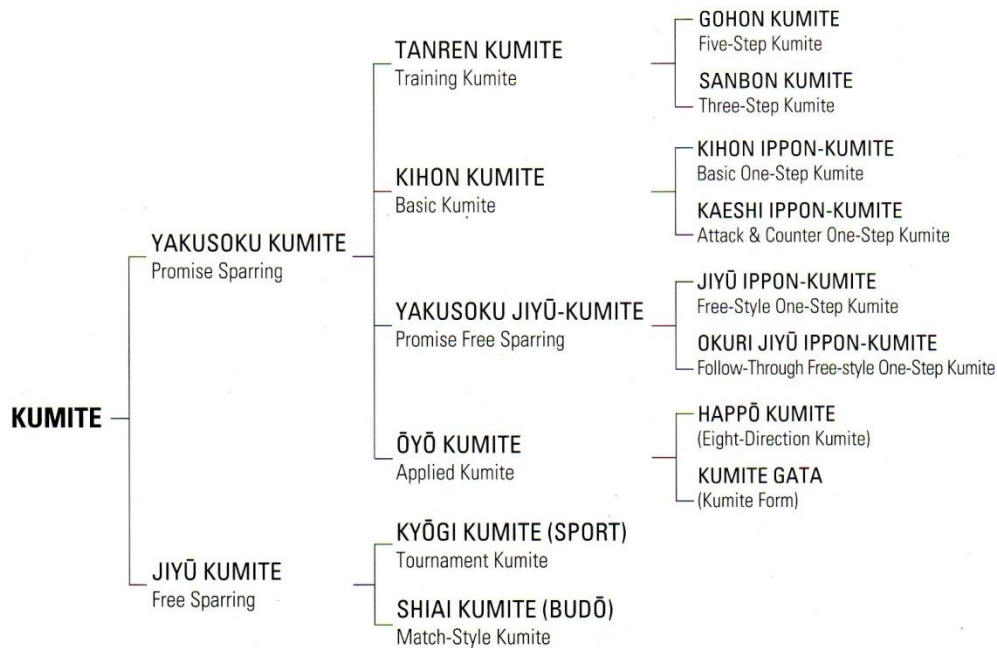 KUMITE
YAKUSOKU KUMITE
Promise Sparring
TANREN KUMITE
Training Kumite
GOHON KUMITE
Five-Step Kumite
SANBON KUMITE
Three-Step Kumite
KIHON KUMITE
Basic Kumite
KIHON IPPON-KUMITE
Basic One-Step Kumite
KAESHI IPPON-KUMITE
Attack & Counter One-Step Kumite
YAKUSOKU JIYŪ-KUMITE
Promise Free Sparring
JIYŪ IPPON-KUMITE
Free-Style One-Step Kumite
OKURI JIYŪ IPPON-KUMITE
Follow-Through Free-style One-Step Kumite
ŌYŌ KUMITE
Applied Kumite
HAPPŌ KUMITE
(Eight-Direction Kumite)
KUMITE GATA
(Kumite Form)
JIYŪ KUMITE
Free Sparring
KYŌGI KUMITE (SPORT)
Tournament Kumite
SHIAI KUMITE (BUDŌ)
Match-Style Kumite